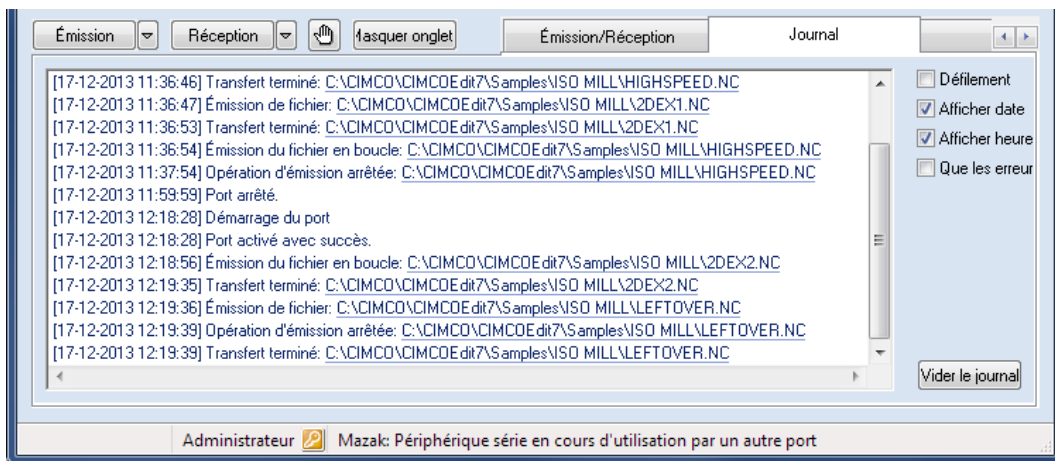 Émission Réception Masquer onglet Émission/Réception Journal
[17-12-2013 11:36:46] Transfert terminé: C:\CIMCO\CIMCOEdit7\Samples\ISO MILL\HIGHSPEED.NC
[17-12-2013 11:36:47] Émission de fichier: C:\CIMCO\CIMCOEdit7\Samples\ISO MILL\2DEX1.NC
[17-12-2013 11:36:53] Transfert terminé: C:\CIMCO\CIMCOEdit7\Samples\ISO MILL\2DEX1.NC
[17-12-2013 11:36:54] Émission du fichier en boucle: C:\CIMCO\CIMCOEdit7\Samples\ISO MILL\HIGHSPEED.NC
[17-12-2013 11:37:54] Opération d'émission arrêtée: C:\CIMCO\CIMCOEdit7\Samples\ISO MILL\HIGHSPEED.NC
[17-12-2013 11:59:59] Port arrêté.
[17-12-2013 12:18:28] Démarrage du port
[17-12-2013 12:18:28] Port activé avec succès.
[17-12-2013 12:18:56] Émission du fichier en boucle: C:\CIMCO\CIMCOEdit7\Samples\ISO MILL\2DEX2.NC
[17-12-2013 12:19:35] Transfert terminé: C:\CIMCO\CIMCOEdit7\Samples\ISO MILL\2DEX2.NC
[17-12-2013 12:19:36] Émission de fichier: C:\CIMCO\CIMCOEdit7\Samples\ISO MILL\LEFTOVER.NC
[17-12-2013 12:19:39] Opération d'émission arrêtée: C:\CIMCO\CIMCOEdit7\Samples\ISO MILL\LEFTOVER.NC
[17-12-2013 12:19:39] Transfert terminé: C:\CIMCO\CIMCOEdit7\Samples\ISO MILL\LEFTOVER.NC
Défilement
Afficher date
Afficher heure
Que les erreur
Vider le journal
Administrateur Mazak: Périphérique série en cours d'utilisation par un autre port